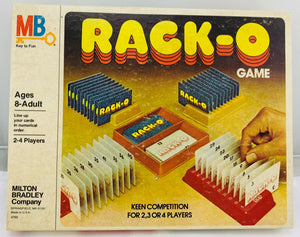 MB
Key to Fun
RACK-O
GAME
Ages
8-Adult
Line up
your cards
in numerical
order.
2-4 Players
RACK-O
KEEN COMPETITION
FOR 2, 3 OR 4 PLAYERS
MILTON
BRADLEY
Company